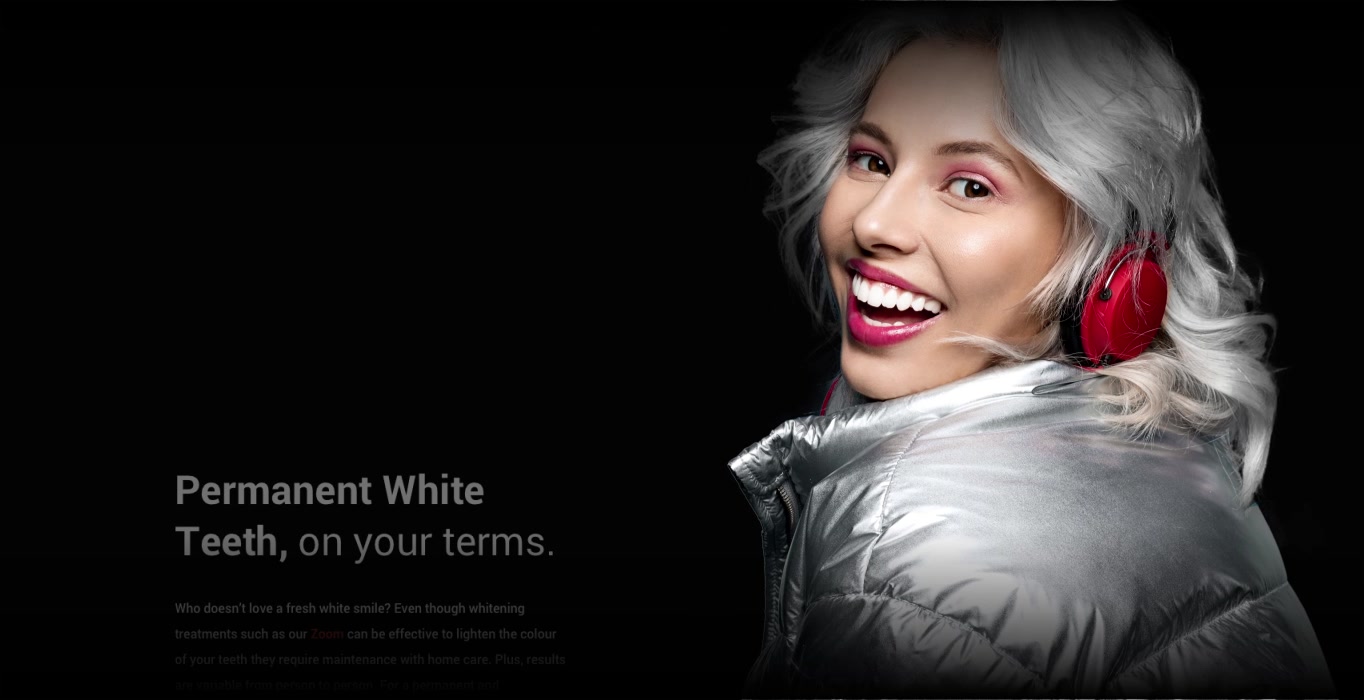 Permanent White
Teeth, on your terms.
Who doesn't love a fresh white smile? Even though whitening
treatments such as our Zoom can be effective to lighten the colour
of your teeth they require maintenance with home care. Plus, results
are variable from person to person. For a permanent and